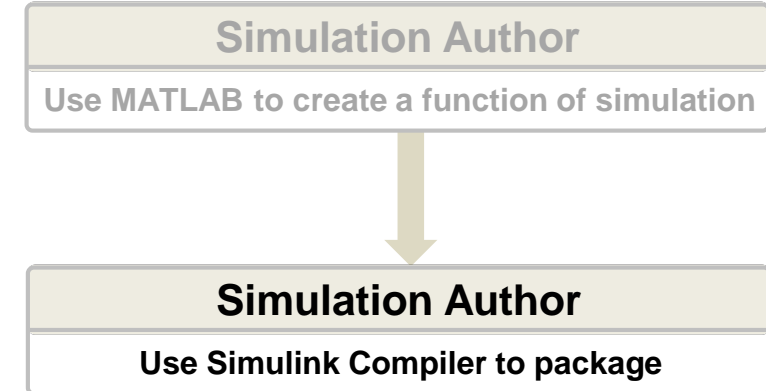 Simulation Author
Use MATLAB to create a function of simulation
Simulation Author
Use Simulink Compiler to package